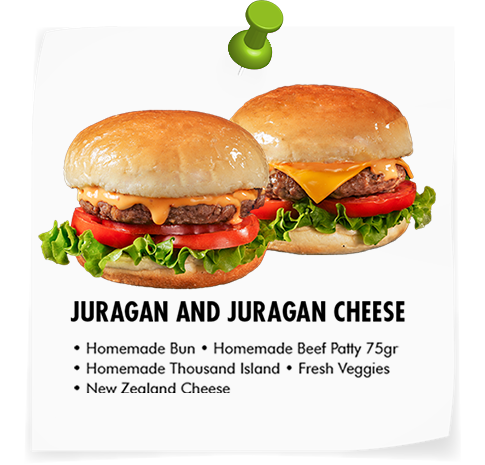 JURAGAN AND JURAGAN CHEESE
• Homemade Bun • Homemade Beef Patty 75gr
• Homemade Thousand Island • Fresh Veggies
• New Zealand Cheese